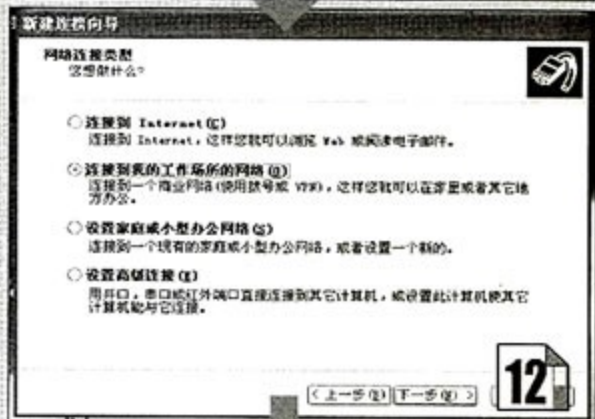 新建连接向导
网络连接类型
您想做什么?
连接到 Internet(C)
连接到 Internet,这样您就可以浏览 Web 或阅读电子邮件。
连接到我的工作场所的网络(O)
连接到一个商业网络(使用拨号或 VPN),这样您就可以在家里或者其它地
方办公。
设置家庭或小型办公网络(S)
连接到一个现有的家庭或小型办公网络,或者设置一个新的。
设置高级连接(E)
用并口,串口或红外端口直接连接到其它计算机,或设置此计算机使其它
计算机能与它连接。
<上一步(B) 下一步(N)>
12